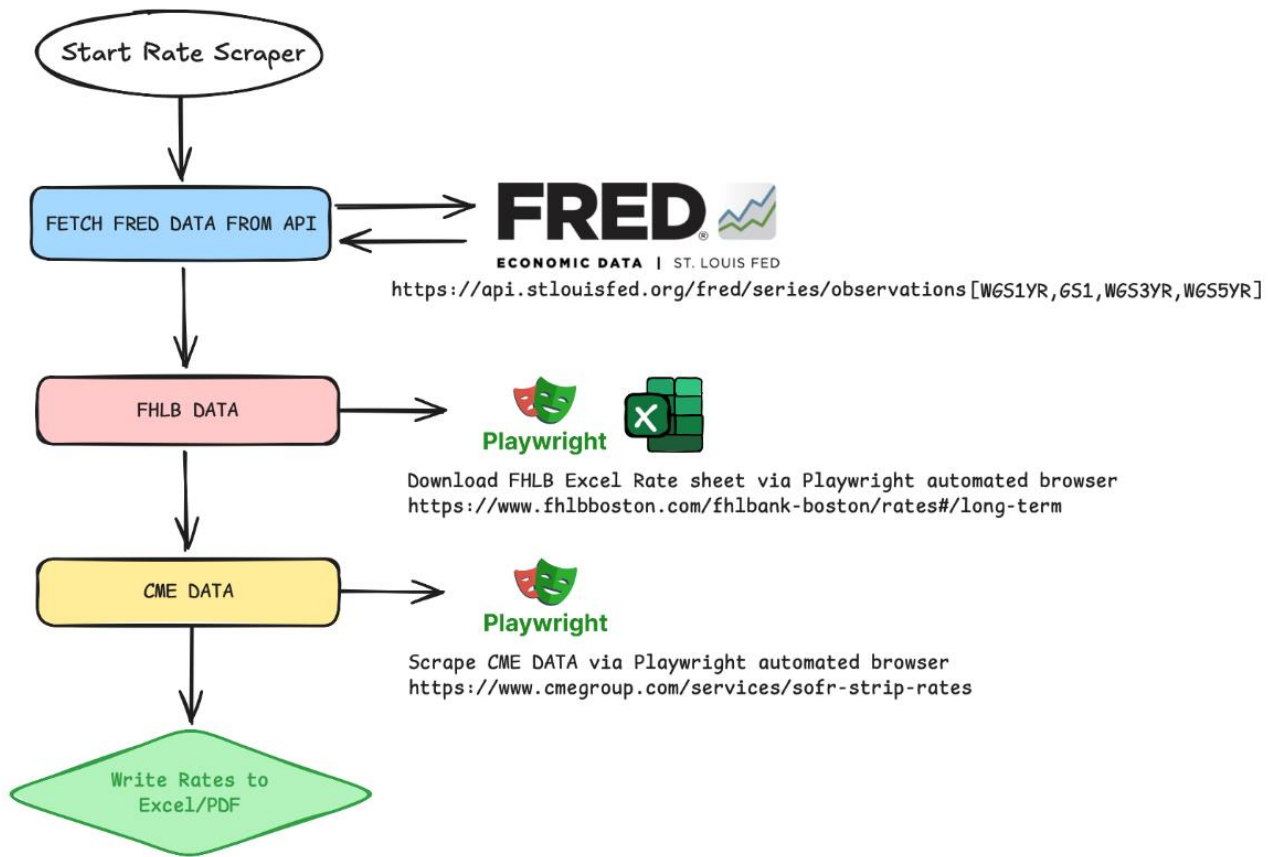 Start Rate Scraper
FETCH FRED DATA FROM API
FRED®
ECONOMIC DATA | ST. LOUIS FED
https://api.stlouisfed.org/fred/series/observations[WGS1YR,GS1,WGS3YR,WGS5YR]
FHLB DATA
Playwright
X
Download FHLB Excel Rate sheet via Playwright automated browser
https://www.fhlbboston.com/fhlbank-boston/rates#/long-term
CME DATA
Playwright
Scrape CME DATA via Playwright automated browser
https://www.cmegroup.com/services/sofr-strip-rates
Write Rates to
Excel/PDF